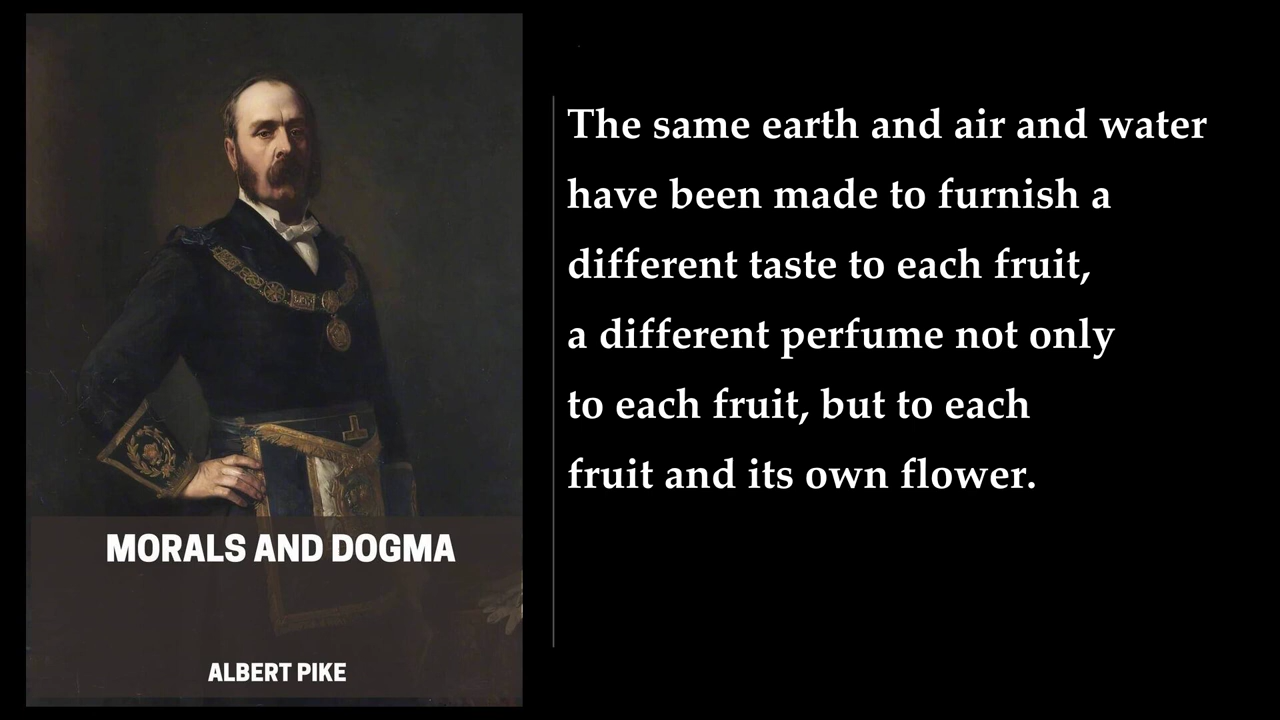 MORALS AND DOGMA
ALBERT PIKE
The same earth and air and water
have been made to furnish a
different taste to each fruit,
a different perfume not only
to each fruit, but to each
fruit and its own flower.